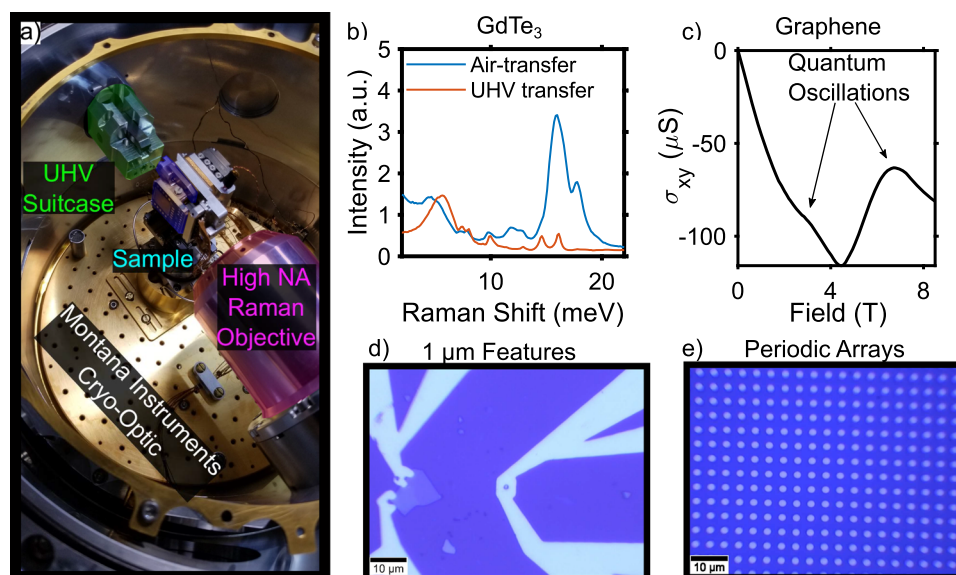 a)
UHV
Suitcase
Sample
High NA
Raman
Objective
Montana Instruments
Cryo-Optic
b)
GdTe3
5
4
3
2
1
0
Intensity (a.u.)
Air-transfer
UHV transfer
10
20
Raman Shift (meV)
c)
Graphene
0
-50
-100
σxy (μS)
Quantum
Oscillations
0
4
8
Field (T)
d)
1 μm Features
10 μm
e)
Periodic Arrays
10 μm